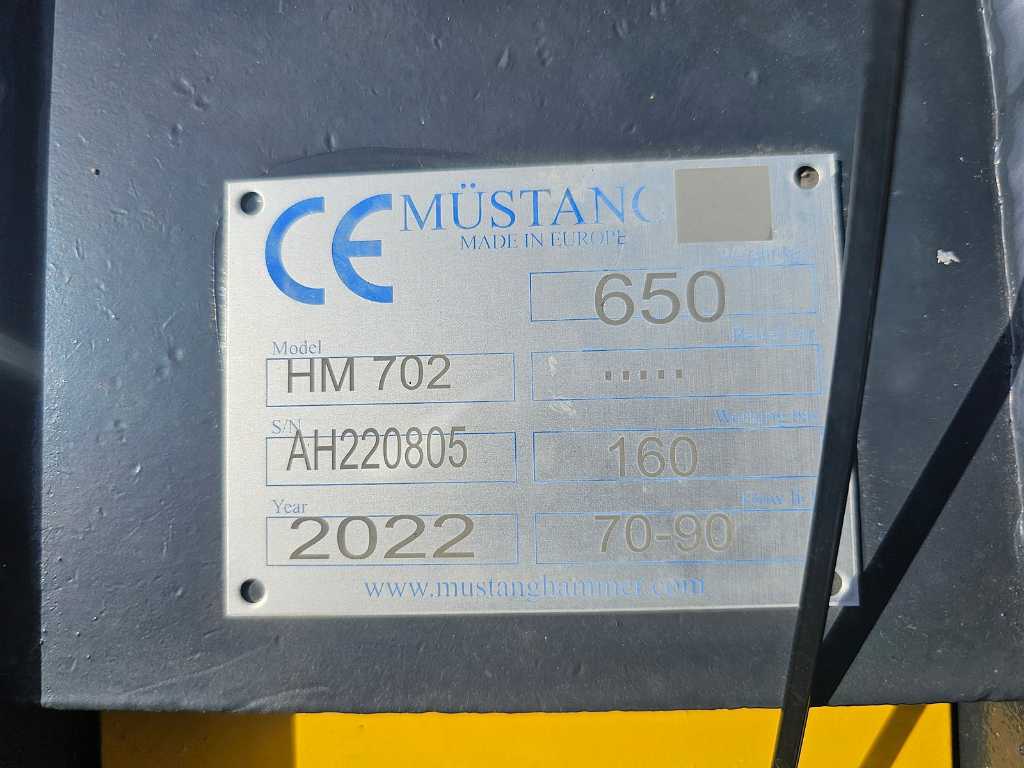 CE MÜSTANG
MADE IN EUROPE
650
Model
HM 702
.....
S/N
AH220805
160
Year
2022
70-90
www.mustanghammer.com